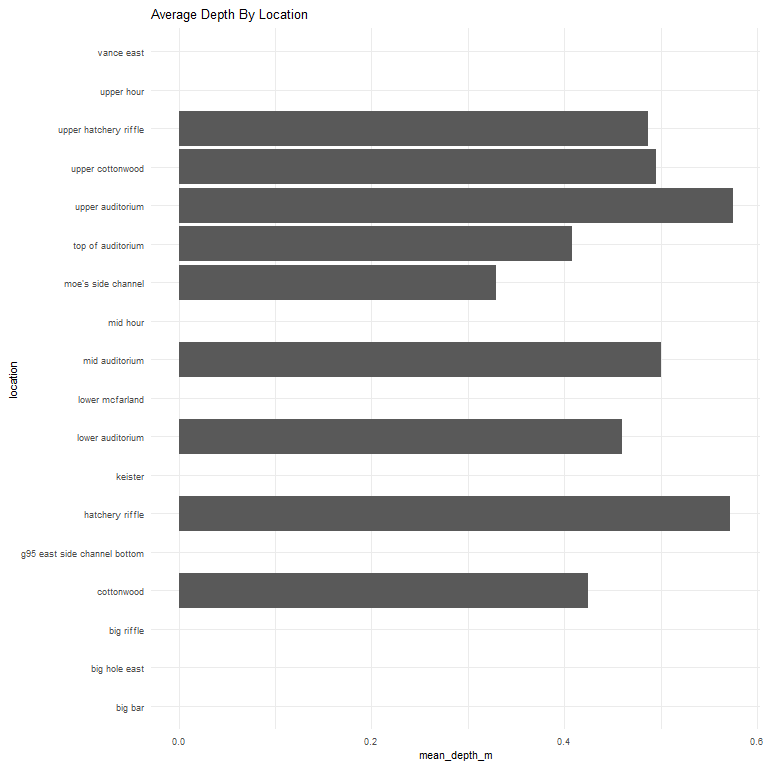 Average Depth By Location
vance east
upper hour
upper hatchery riffle
upper cottonwood
upper auditorium
top of auditorium
moe's side channel
mid hour
mid auditorium
lower mcfarland
lower auditorium
keister
hatchery riffle
g95 east side channel bottom
cottonwood
big riffle
big hole east
big bar
location
0.0 0.2 0.4 0.6
mean_depth_m